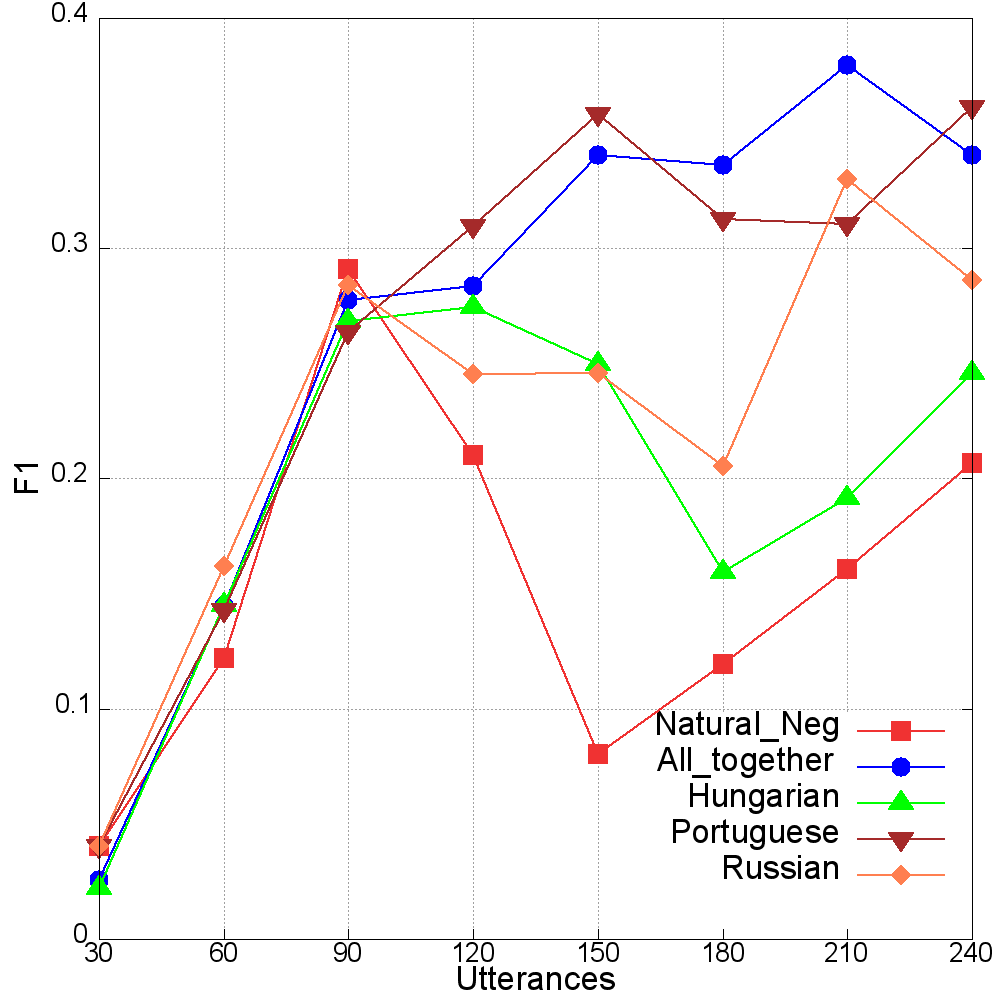 0.4
0.3
0.2
0.1
0
F1
Natural_Neg
All_together
Hungarian
Portuguese
Russian
30 60 90 120 150 180 210 240
Utterances